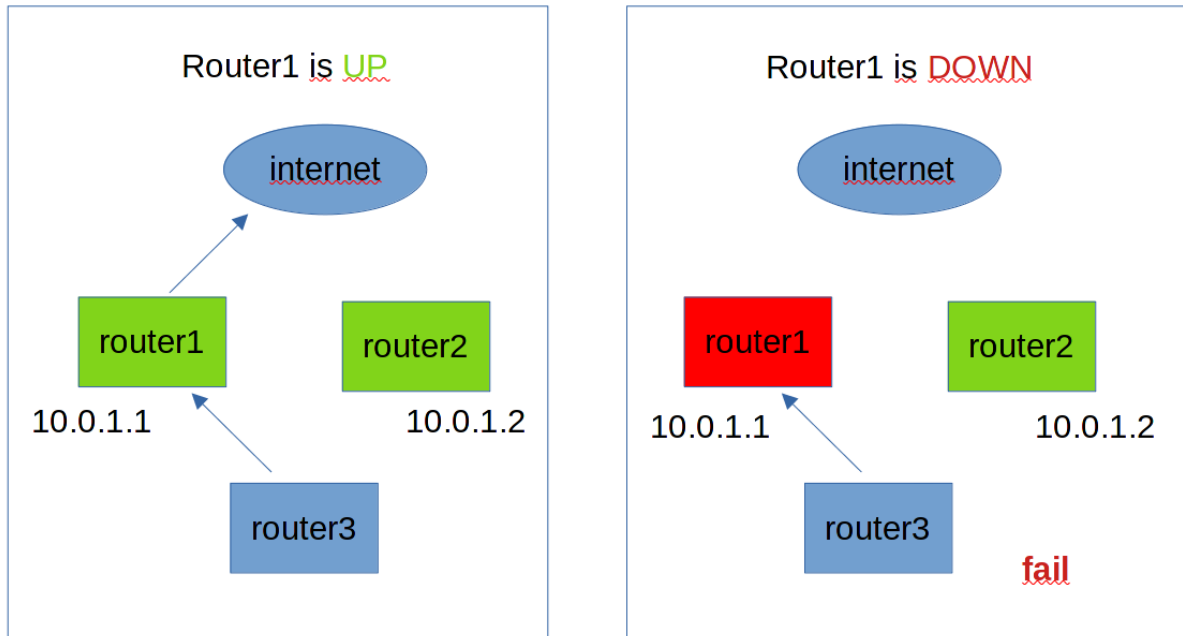 Router1 is UP
internet
router1
router2
10.0.1.1
10.0.1.2
router3
Router1 is DOWN
internet
router1
router2
10.0.1.1
10.0.1.2
router3
fail